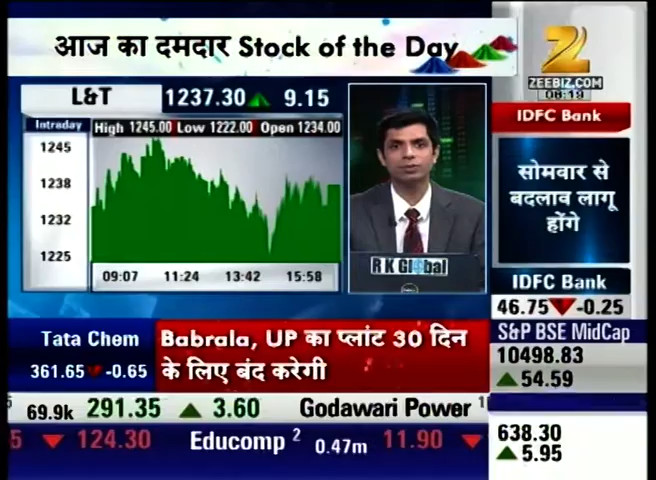 आज का दमदार Stock of the Day
ZEEBIZ.COM
L&T 1237.30 9.15
Intraday High 1245.00 Low 1222.00 Open 1234.00
1245
1238
1232
1225
09:07 11:24 13:42 15:58
R K Global
IDFC Bank
सोमवार से
बदलाव लागू
होंगे
IDFC Bank
46.75 -0.25
S&P BSE MidCap
10498.83
54.59
Tata Chem
361.65 -0.65
Babrala, UP का प्लांट 30 दिन
के लिए बंद करेगी
69.9k 291.35 3.60 Godawari Power
5 124.30 Educomp 2 0.47m 11.90
638.30
5.95